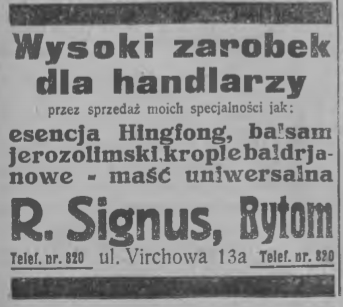 Wysoki zarobek
dla handlarzy
przez sprzedaż moich specjalności jak:
esencja Hingfong, balsam
jerozolimski.kroplebaldrja-
nowe - maść uniwersalna
R. Signus, Bytom
Telef. nr. 820 ul. Virchowa 13a Telef. nr. 820